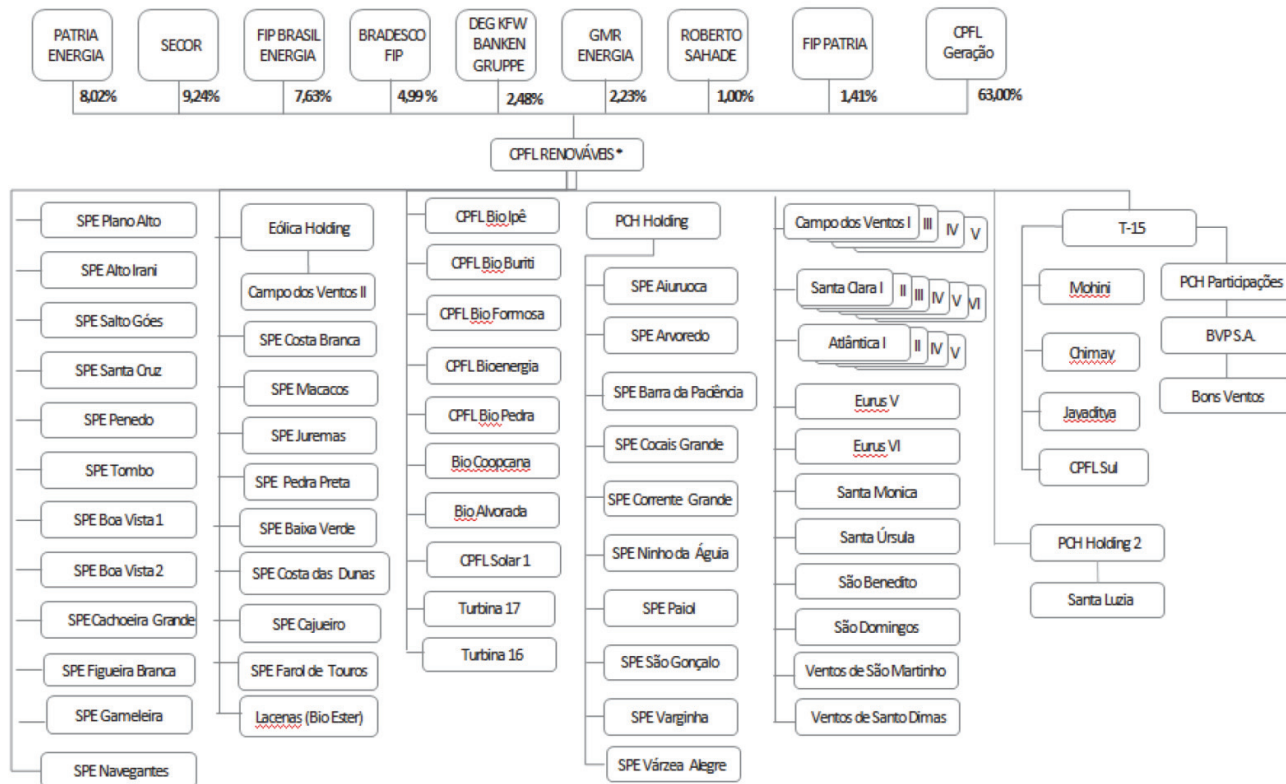 PATRIA
ENERGIA
SECOR
FIP BRASIL
ENERGIA
BRADESCO
FIP
DEG KFW
BANKEN
GRUPPE
GMR
ENERGIA
ROBERTO
SAHADE
FIP PATRIA
CPFL
Geração
8,02%
9,24%
7,63%
4,99 %
2,48%
2,23%
1,00%
1,41%
63,00%
CPFL RENOVÁVEIS *
SPE Plano Alto
SPE Alto Irani
SPE Salto Góes
SPE Santa Cruz
SPE Penedo
SPE Tombo
SPE Boa Vista 1
SPE Boa Vista 2
SPE Cachoeira Grande
SPE Figueira Branca
SPE Gameleira
SPE Navegantes
Eólica Holding
Campo dos Ventos II
SPE Costa Branca
SPE Macacos
SPE Juremas
SPE Pedra Preta
SPE Baixa Verde
SPE Costa das Dunas
SPE Cajueiro
SPE Farol de Touros
Lacenas (Bio Ester)
CPFL Bio Ipê
CPFL Bio Buriti
CPFL Bio Formosa
CPFL Bioenergia
CPFL Bio Pedra
Bio Coopcana
Bio Alvorada
CPFL Solar 1
Turbina 17
Turbina 16
PCH Holding
SPE Aiuruoca
SPE Arvoredo
SPE Barra da Paciência
SPE Cocais Grande
SPE Corrente Grande
SPE Ninho da Águia
SPE Paiol
SPE São Gonçalo
SPE Varginha
SPE Várzea Alegre
Campo dos Ventos I III IV V
Santa Clara I II III IV V VI
Atlântica I II IV V
Eurus V
Eurus VI
Santa Monica
Santa Úrsula
São Benedito
São Domingos
Ventos de São Martinho
Ventos de Santo Dimas
T-15
Mohini
Chimay
Jayaditya
CPFL Sul
PCH Participações
BVP S.A.
Bons Ventos
PCH Holding 2
Santa Luzia